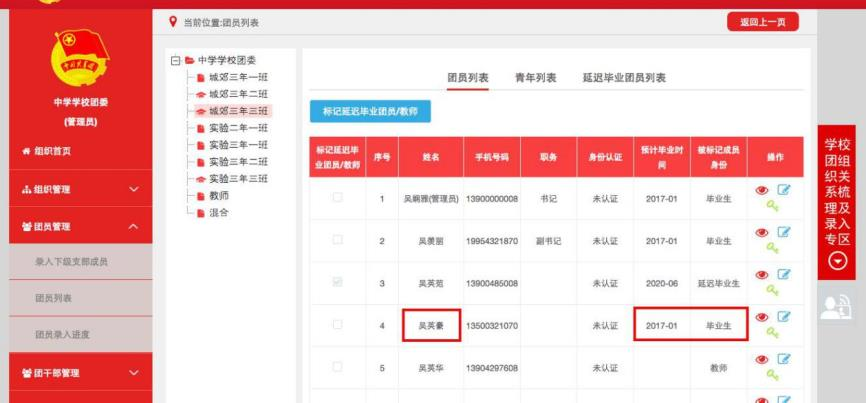 当前位置:团员列表
返回上一页
中学学校团委
(管理员)
组织首页
组织管理
团员管理
录入下级支部成员
团员列表
团员录入进度
团干部管理
中学学校团委
城郊三年一班
城郊三年二班
城郊三年三班
实验二年一班
实验三年一班
实验三年二班
实验三年三班
教师
混合
团员列表 青年列表 延迟毕业团员列表
标记延迟毕业团员/教师
标记延迟毕业团员/教师 序号 姓名 手机号码 职务 身份认证 预计毕业时间 被标记成员身份 操作
1 吴娴雅(管理员) 13900000008 书记 未认证 2017-01 毕业生
2 吴羡丽 19954321870 副书记 未认证 2017-01 毕业生
3 吴英范 13900485008 未认证 2020-06 延迟毕业生
4 吴英豪 13500321070 未认证 2017-01 毕业生
5 吴英华 13904297608 未认证 教师
学校
团组
织关
系统
理及
录入
专区